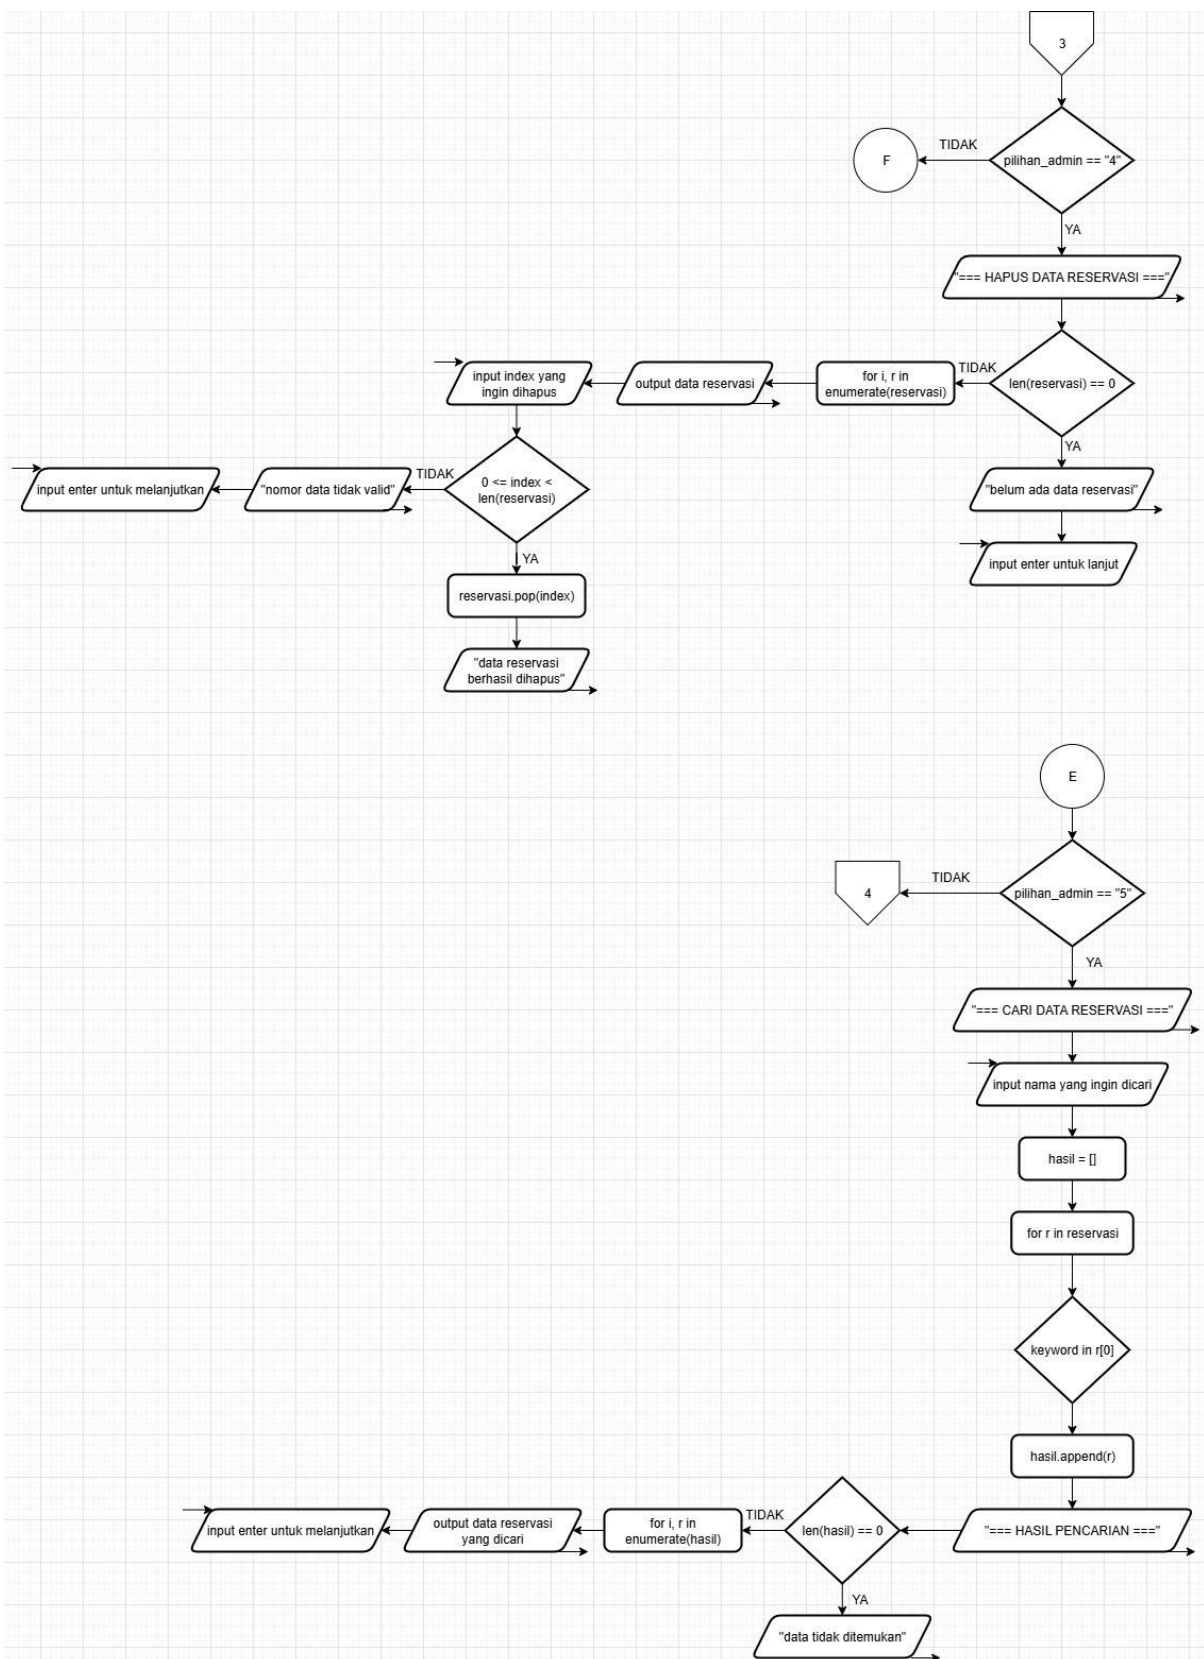 3
pilihan_admin == "4"
TIDAK
F
YA
"=== HAPUS DATA RESERVASI ==="
len(reservasi) == 0
TIDAK
for i, r in
enumerate(reservasi)
output data reservasi
input index yang
ingin dihapus
0 <= index <
len(reservasi)
TIDAK
"nomor data tidak valid"
input enter untuk melanjutkan
YA
reservasi.pop(index)
"data reservasi
berhasil dihapus"
YA
"belum ada data reservasi"
input enter untuk lanjut
E
pilihan_admin == "5"
TIDAK
4
YA
"=== CARI DATA RESERVASI ==="
input nama yang ingin dicari
hasil = []
for r in reservasi
keyword in r[0]
hasil.append(r)
"=== HASIL PENCARIAN ==="
len(hasil) == 0
TIDAK
for i, r in
enumerate(hasil)
output data reservasi
yang dicari
input enter untuk melanjutkan
YA
"data tidak ditemukan"